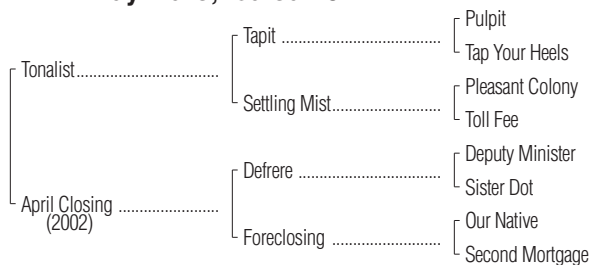 Pulpit
Tapit ........................................
Tap Your Heels
Tonalist....................................
Pleasant Colony
Settling Mist...........................
Toll Fee
Deputy Minister
Defrere ....................................
Sister Dot
April Closing .........................
(2002)
Our Native
Foreclosing ...........................
Second Mortgage